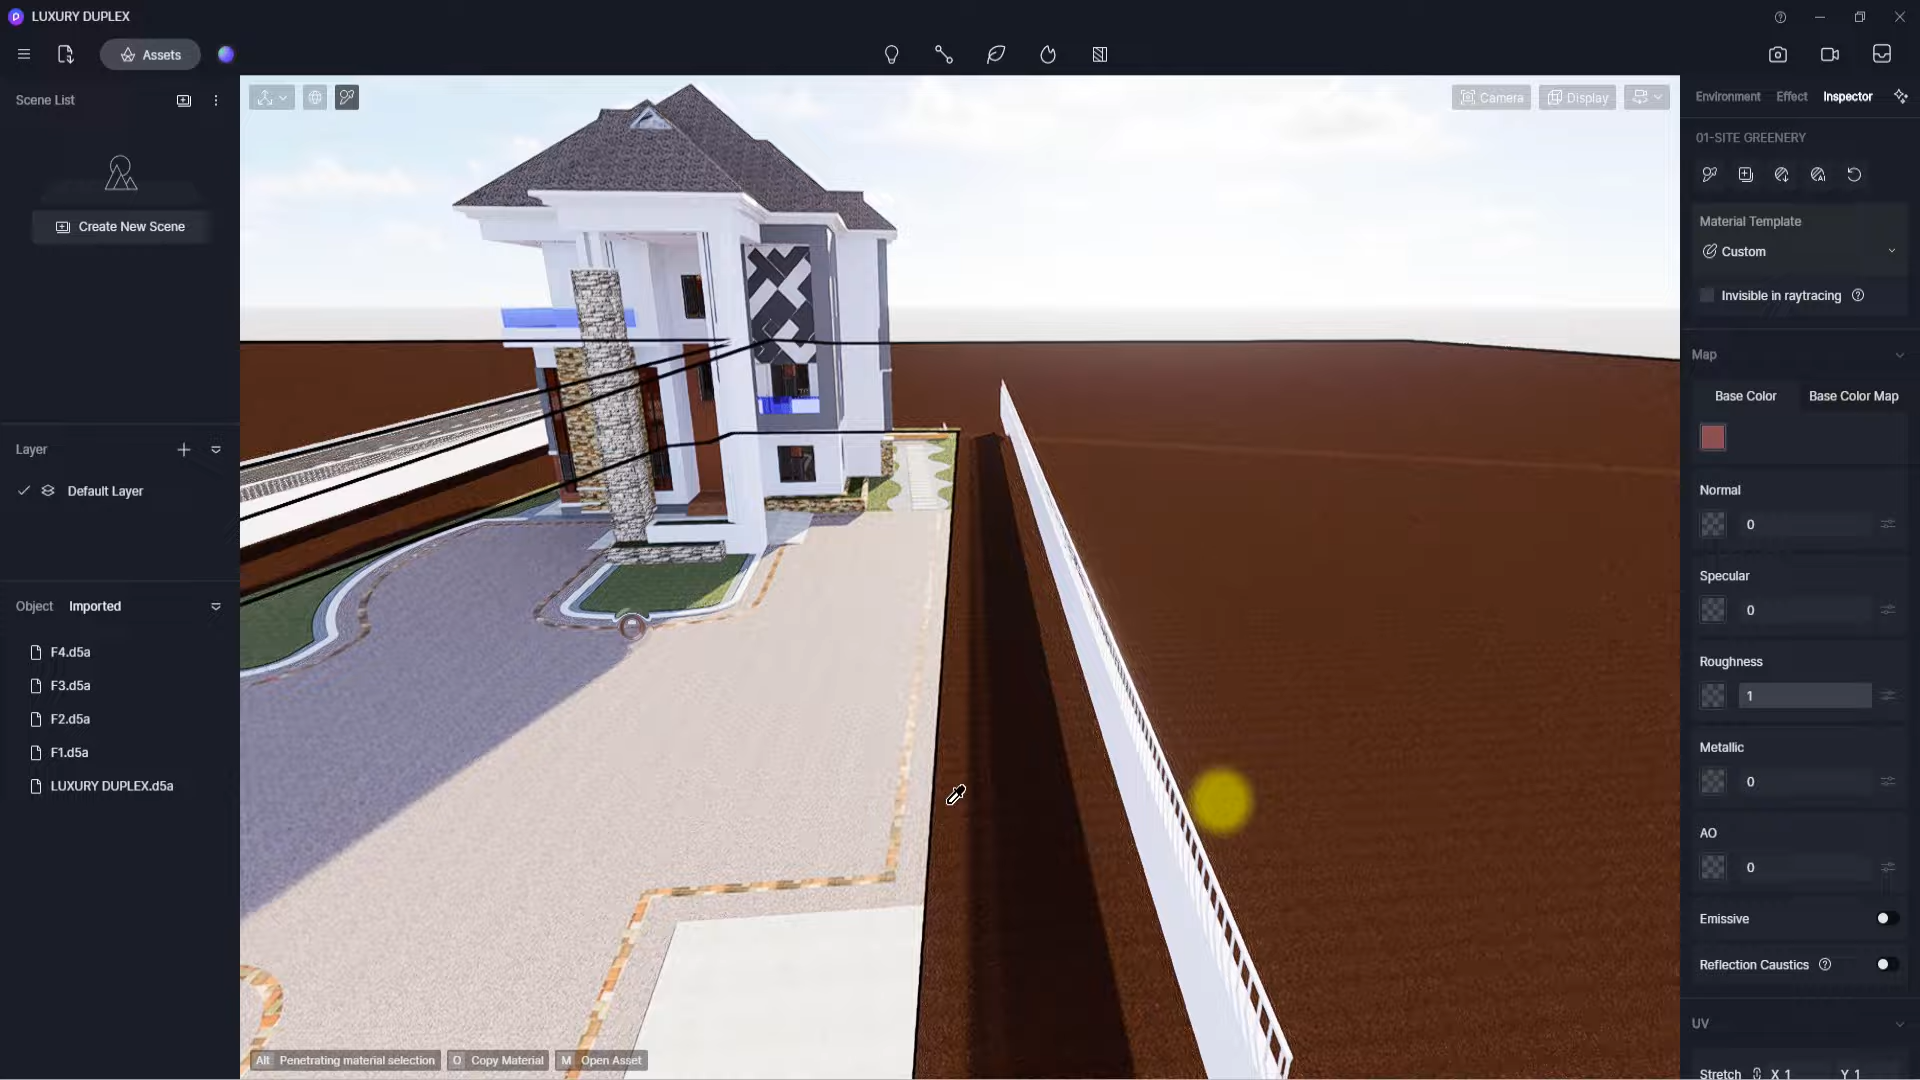 LUXURY DUPLEX
Assets
Scene List
Create New Scene
Layer
Default Layer
Object Imported
F4.d5a
F3.d5a
F2.d5a
F1.d5a
LUXURY DUPLEX.d5a
Camera Display
Alt Penetrating material selection O Copy Material M Open Asset
Environment Effect Inspector
01-SITE GREENERY
Material Template
Custom
Invisible in raytracing
Map
Base Color Base Color Map
Normal
0
Specular
0
Roughness
1
Metallic
0
AO
0
Emissive
Reflection Caustics
UV
Stretch X 1 Y 1